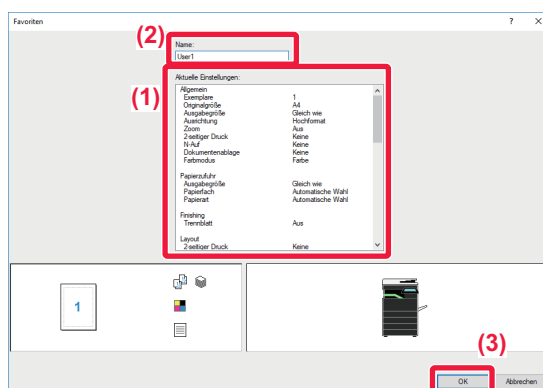 Favoriten ? ×
(2)
Name:
User1
(1)
Aktuelle Einstellungen:
Allgemein
Exemplare 1
Originalgröße A4
Ausgabegröße Gleich wie
Ausrichtung Hochformat
Zoom Aus
2-seitiger Druck Keine
N-Auf Keine
Dokumentenablage Keine
Farbmodus Farbe
Papierzufuhr
Ausgabegröße Gleich wie
Papierfach Automatische Wahl
Papierart Automatische Wahl
Finishing
Trennblatt Aus
Layout
2-seitiger Druck Keine
1
(3)
OK Abbrechen